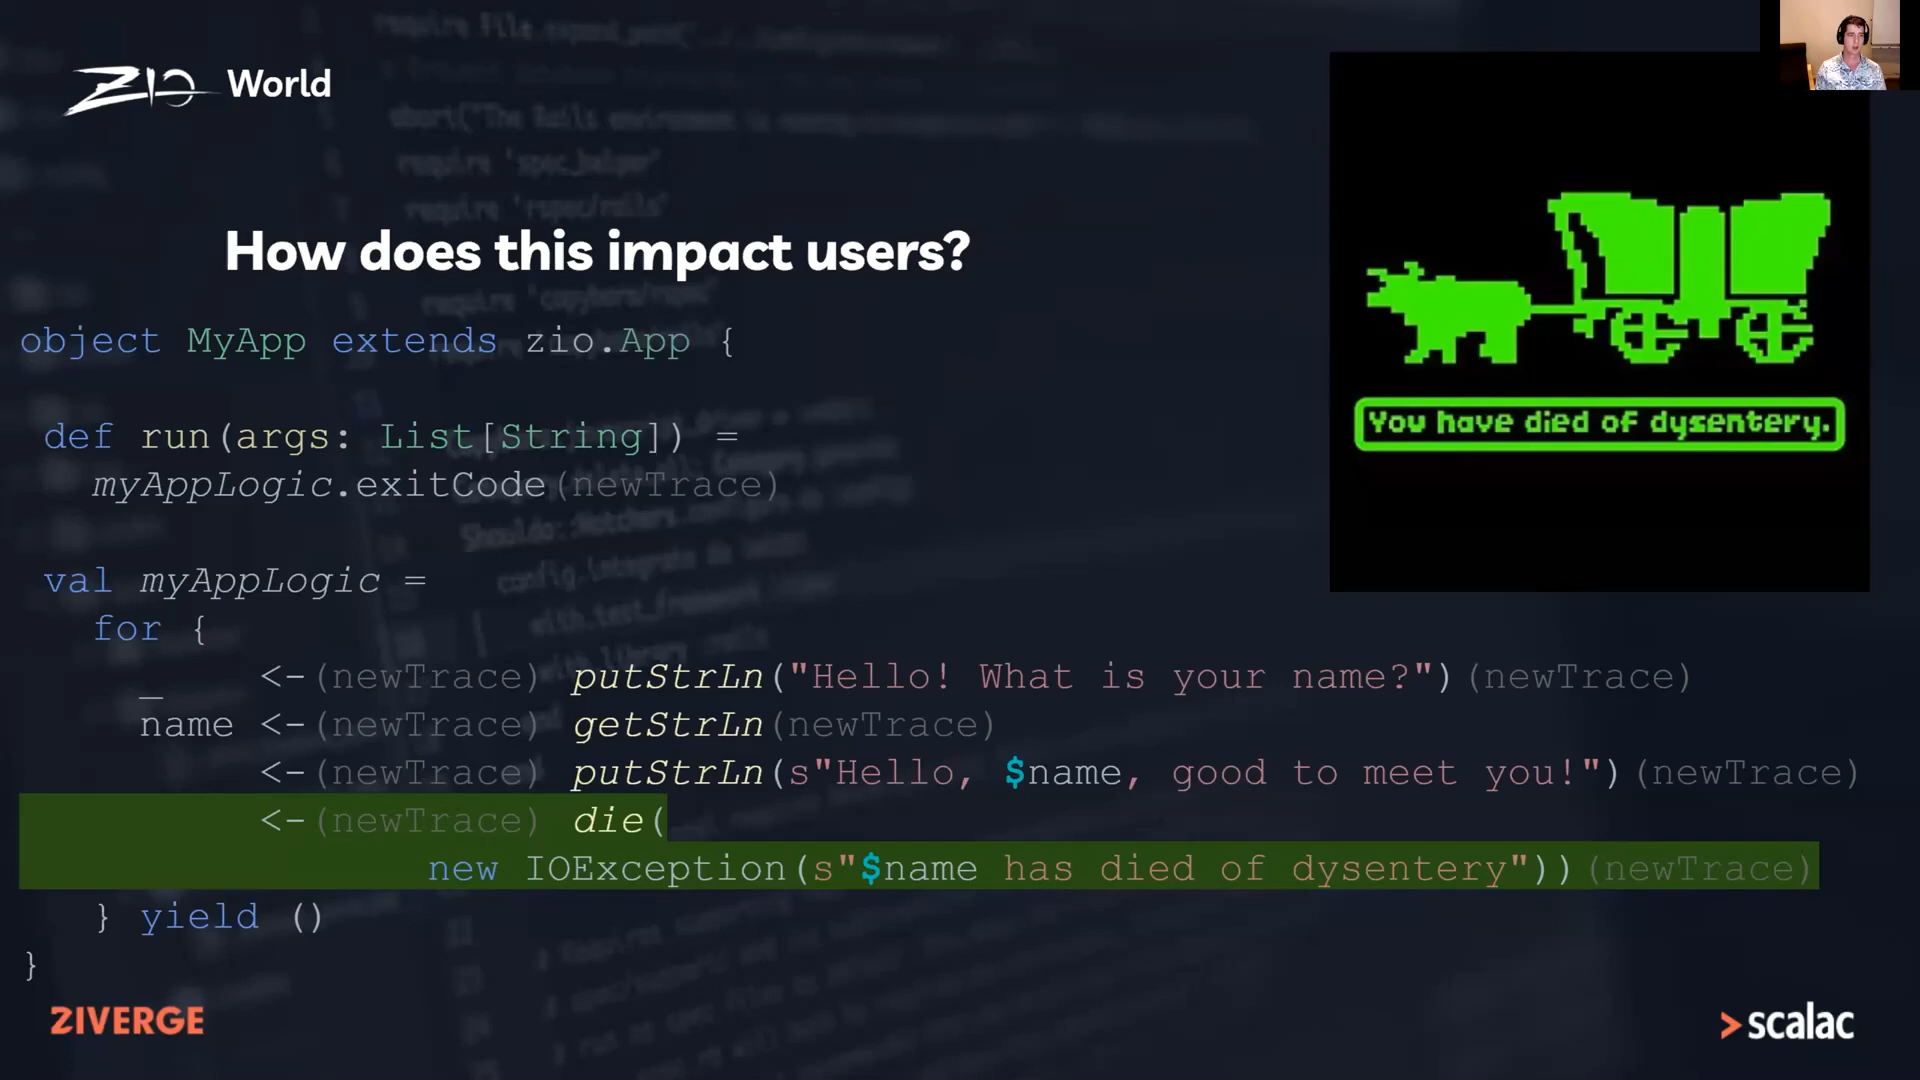 ZIO World
How does this impact users?
object MyApp extends zio.App {
def run(args: List[String]) =
myAppLogic.exitCode(newTrace)
val myAppLogic =
for {
_ <-(newTrace) putStrLn("Hello! What is your name?")(newTrace)
name <-(newTrace) getStrLn(newTrace)
<-(newTrace) putStrLn(s"Hello, $name, good to meet you!")(newTrace)
<-(newTrace) die(
new IOException(s"$name has died of dysentery"))(newTrace)
} yield ()
}
You have died of dysentery.
ZIVERGE
>scalac